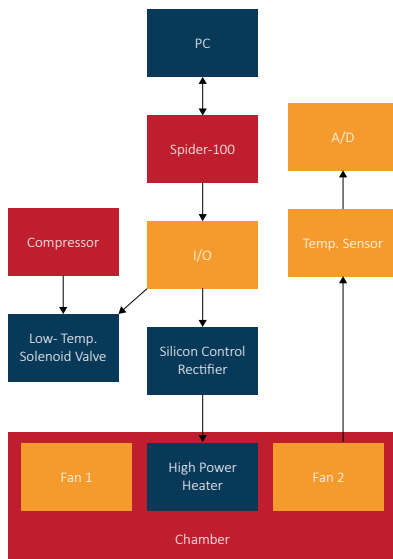 PC
Spider-100
A/D
Compressor
I/O
Temp. Sensor
Low- Temp.
Solenoid Valve
Silicon Control
Rectifier
Fan 1
High Power
Heater
Fan 2
Chamber